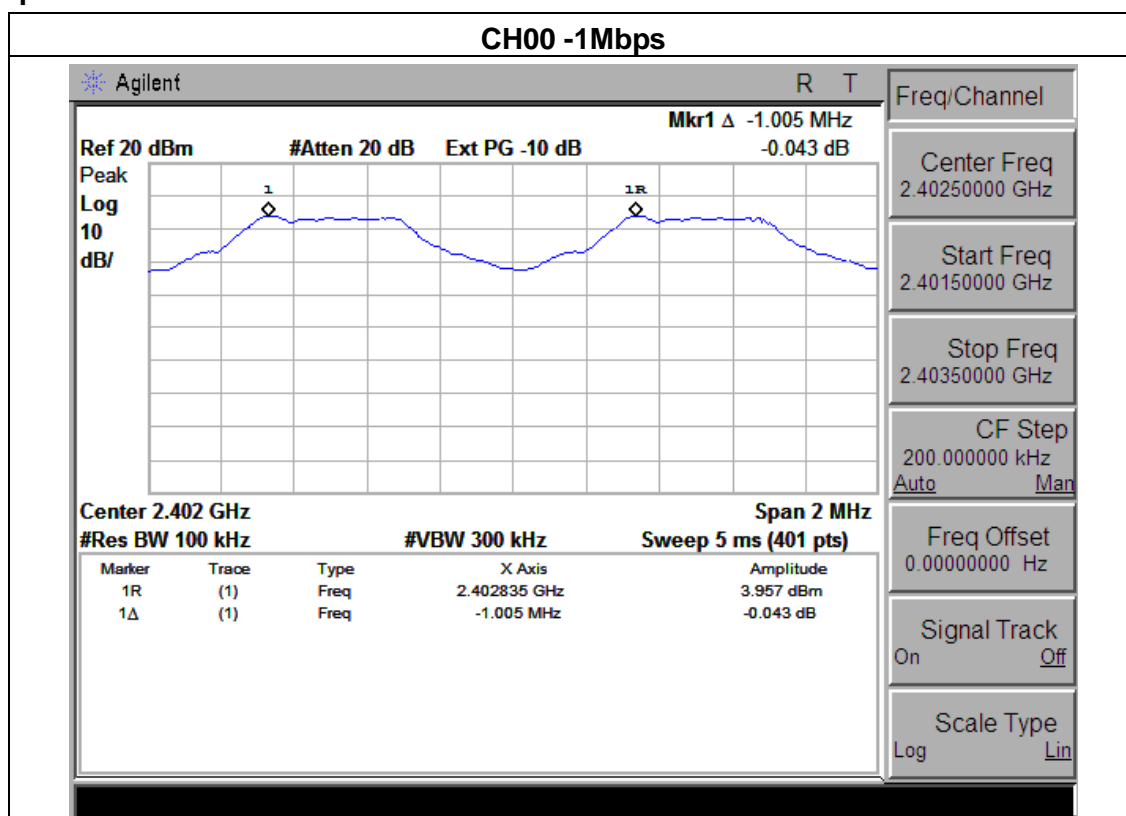 CH00 -1Mbps
Agilent R T
Mkr1 Δ -1.005 MHz
Ref 20 dBm #Atten 20 dB Ext PG -10 dB -0.043 dB
Peak
Log
10
dB/
1
1R
Center 2.402 GHz Span 2 MHz
#Res BW 100 kHz #VBW 300 kHz Sweep 5 ms (401 pts)
Marker Trace Type X Axis Amplitude
1R (1) Freq 2.402835 GHz 3.957 dBm
1Δ (1) Freq -1.005 MHz -0.043 dB
Freq/Channel
Center Freq
2.40250000 GHz
Start Freq
2.40150000 GHz
Stop Freq
2.40350000 GHz
CF Step
200.000000 kHz
Auto Man
Freq Offset
0.00000000 Hz
Signal Track
On Off
Scale Type
Log Lin